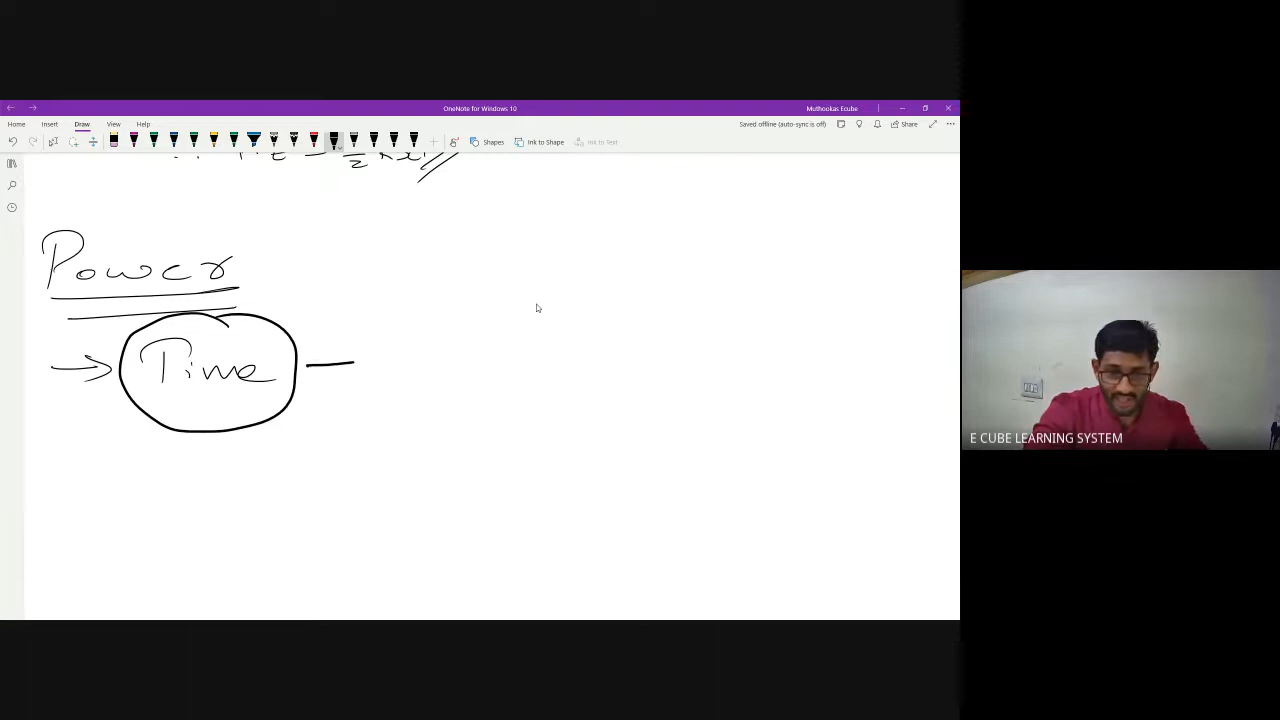 OneNote for Windows 10
Muthookas Ecube
Home Insert Draw View Help
Saved offline (auto-sync is off)
Share
Shapes
Ink to Shape
Ink to Text
Power
Time
E CUBE LEARNING SYSTEM